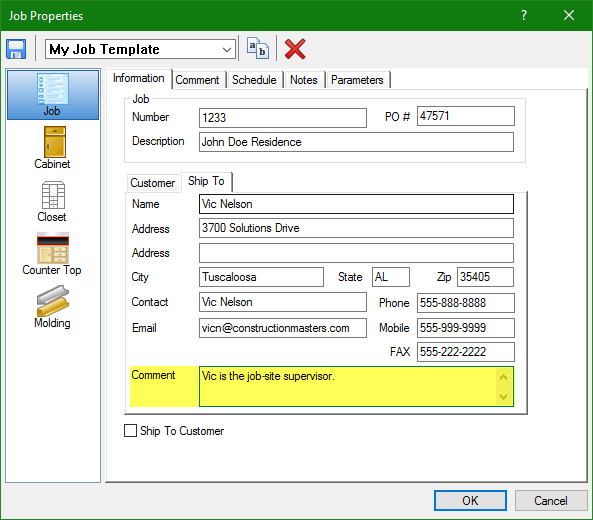 Job Properties
?
My Job Template
a b
Job
Cabinet
Closet
Counter Top
Molding
Information Comment Schedule Notes Parameters
Job
Number 1233 PO # 47571
Description John Doe Residence
Customer Ship To
Name Vic Nelson
Address 3700 Solutions Drive
Address
City Tuscaloosa State AL Zip 35405
Contact Vic Nelson Phone 555-888-8888
Email vicn@constructionmasters.com Mobile 555-999-9999
FAX 555-222-2222
Comment Vic is the job-site supervisor.
Ship To Customer
OK Cancel